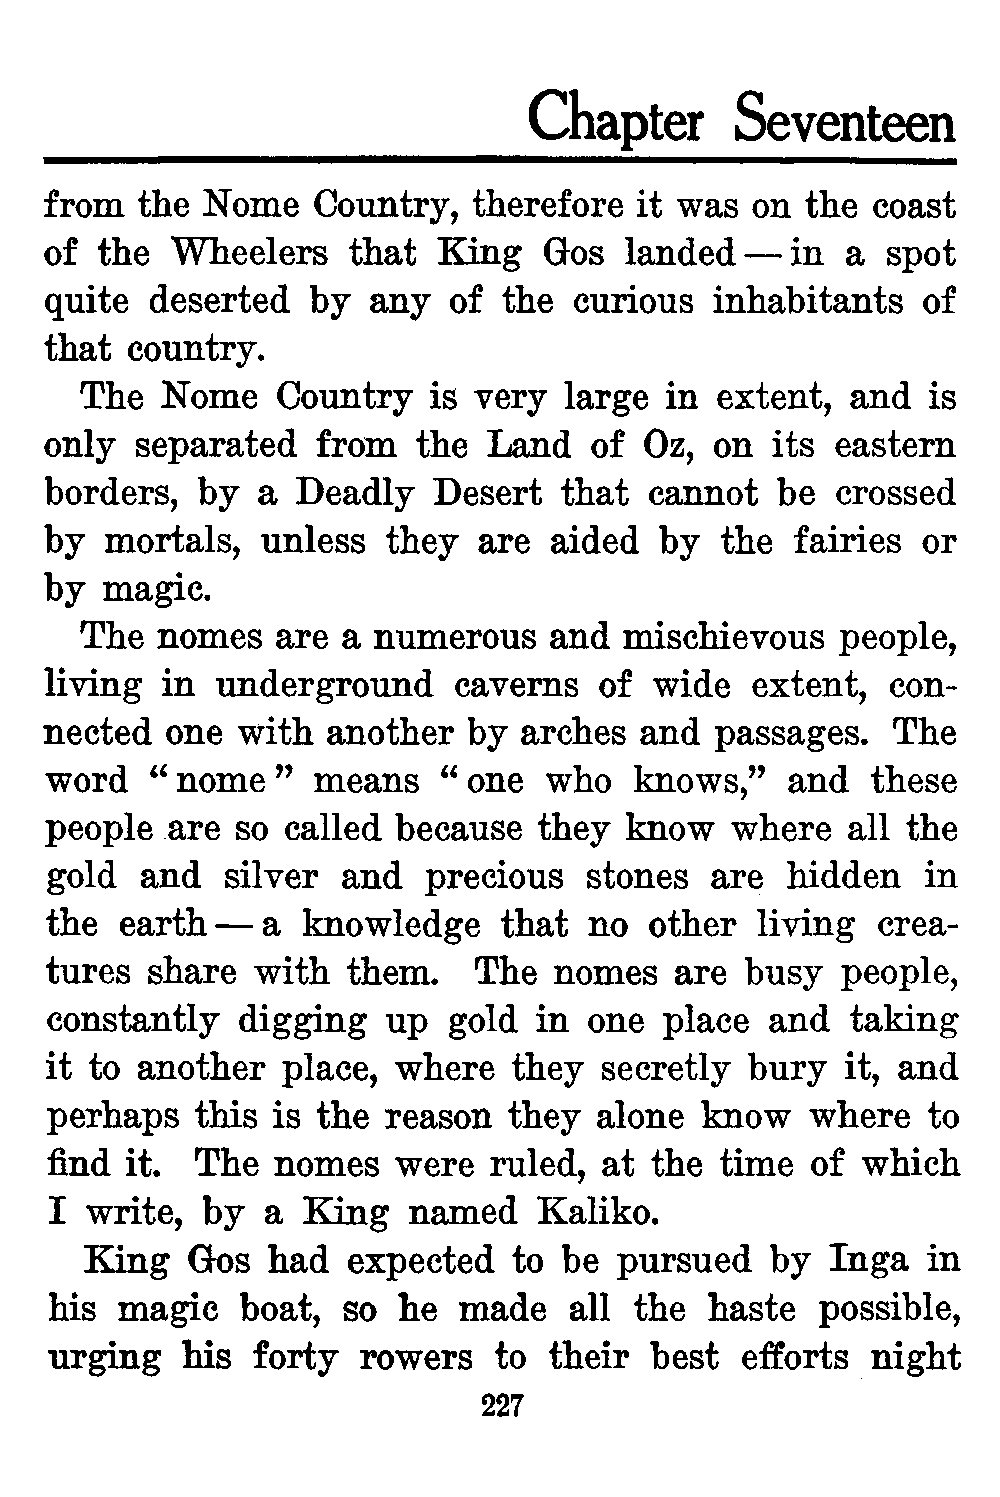 Chapter Seventeen
from the Nome Country, therefore it was on the coast
of the Wheelers that King Gos landed — in a spot
quite deserted by any of the curious inhabitants of
that country.
The Nome Country is very large in extent, and is
only separated from the Land of Oz, on its eastern
borders, by a Deadly Desert that cannot be crossed
by mortals, unless they are aided by the fairies or
by magic.
The nomes are a numerous and mischievous people,
living in underground caverns of wide extent, con-
nected one with another by arches and passages. The
word “ nome ” means “ one who knows,” and these
people are so called because they know where all the
gold and silver and precious stones are hidden in
the earth — a knowledge that no other living crea-
tures share with them. The nomes are busy people,
constantly digging up gold in one place and taking
it to another place, where they secretly bury it, and
perhaps this is the reason they alone know where to
find it. The nomes were ruled, at the time of which
I write, by a King named Kaliko.
King Gos had expected to be pursued by Inga in
his magic boat, so he made all the haste possible,
urging his forty rowers to their best efforts night
227